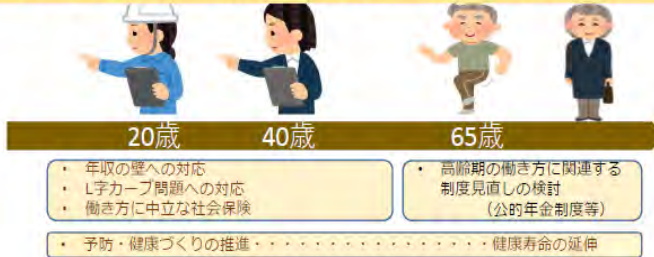 20歳 40歳 65歳
・ 年収の壁への対応
・ L字カーブ問題への対応
・ 働き方に中立な社会保険
・ 高齢期の働き方に関連する
制度見直しの検討
（公的年金制度等）
・ 予防・健康づくりの推進・・・・・・・・・・・・・・・・・健康寿命の延伸